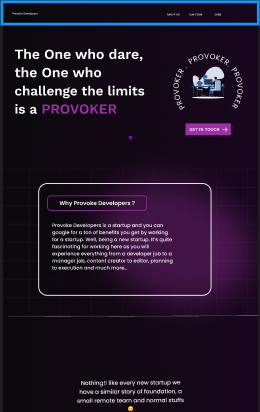 Provoke Developers
ABOUT US OUR TEAM JOBS
The One who dare,
the One who
challenge the limits
is a PROVOKER
PROVOKER . PROVOKER . PROVOKER
GET IN TOUCH
Why Provoke Developers ?
Provoke Developers is a startup and you can
google for a ton of benefits you get by working
for a startup. Well, being a new startup. It's quite
fascinating for working here as you will
experience everything from a developer job to a
manager job, content creator to editor, planning
to execution and much more...
Nothing!! like every new startup we
have a similar story of foundation, a
small remote team and normal stuffs